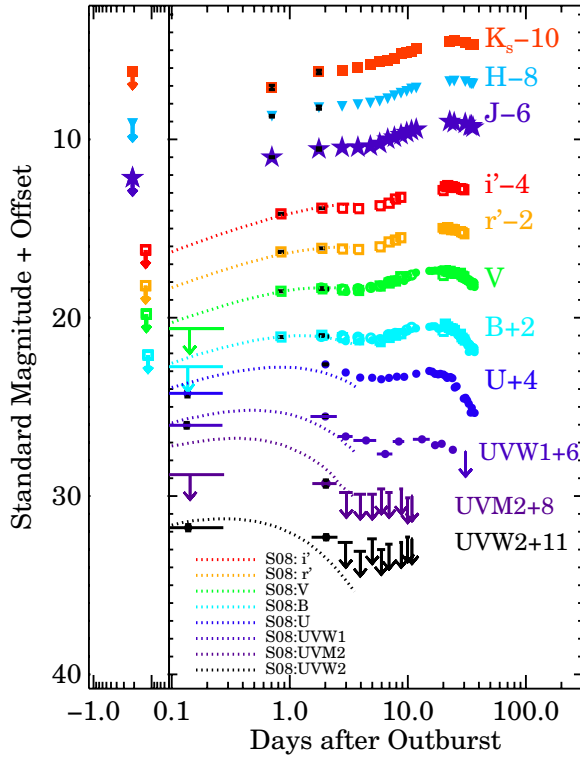 K_s−10
H−8
J−6
i'−4
r'−2
V
B+2
U+4
UVW1+6
UVM2+8
UVW2+11
S08: i'
S08: r'
S08:V
S08:B
S08:U
S08:UVW1
S08:UVM2
S08:UVW2
10
20
30
40
−1.0
0.1
1.0
10.0
100.0
Standard Magnitude + Offset
Days after Outburst